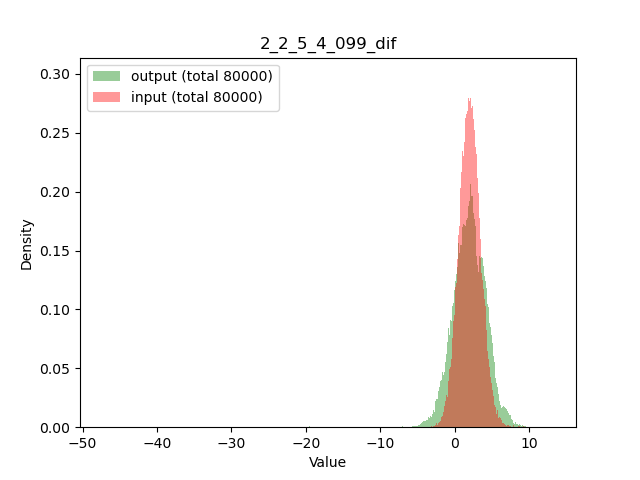 2_2_5_4_099_dif
output (total 80000)
input (total 80000)
0.30
0.25
0.20
0.15
0.10
0.05
0.00
Density
−50
−40
−30
−20
−10
0
10
Value